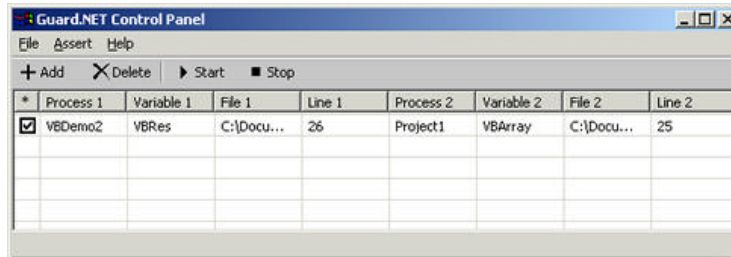 Guard.NET Control Panel
File Assert Help
Add Delete Start Stop
* Process 1 Variable 1 File 1 Line 1 Process 2 Variable 2 File 2 Line 2
VBDemo2 VBRes C:\Docu... 26 Project1 VBArray C:\Docu... 25